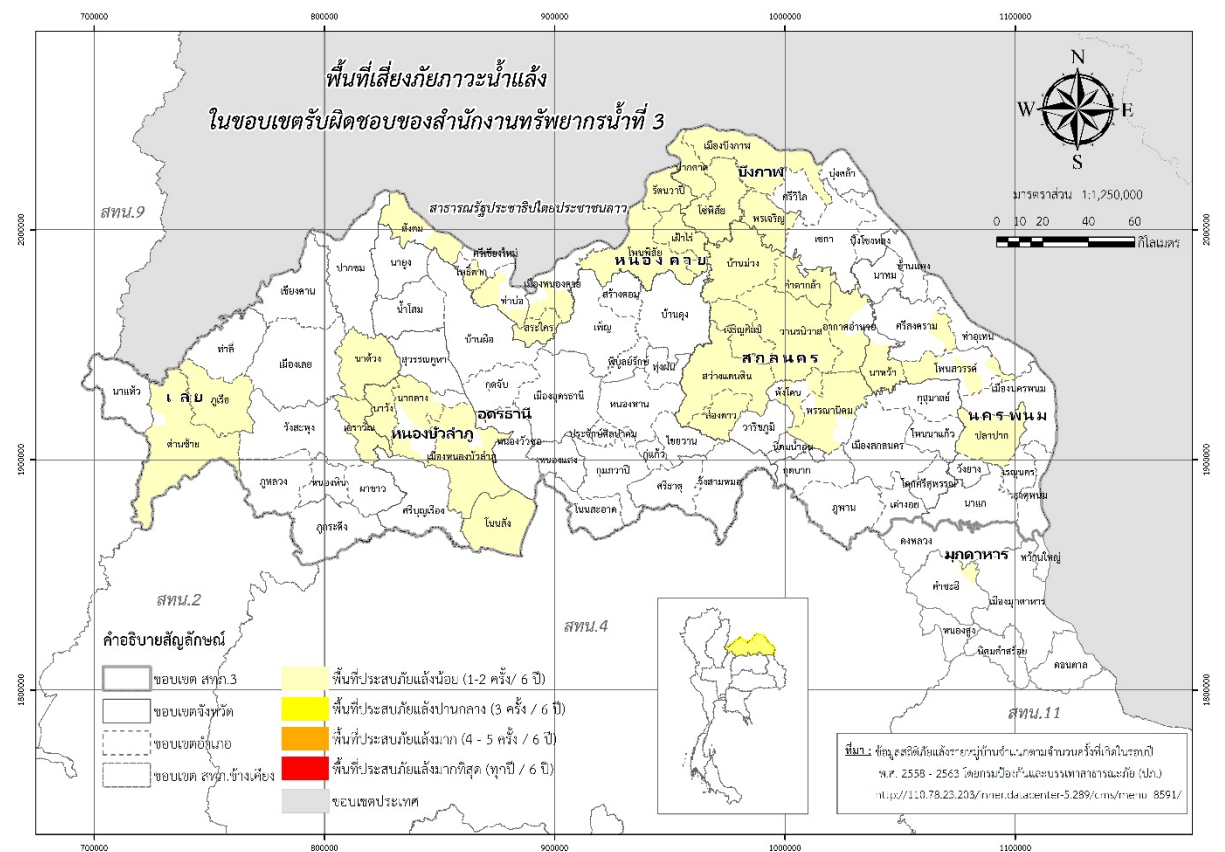 700000 800000 900000 1000000 1100000
พื้นที่เสี่ยงภัยภาวะน้ำแล้ง
ในขอบเขตรับผิดชอบของสำนักงานทรัพยากรน้ำที่ 3
N
W E
S
มาตราส่วน 1:1,250,000
0 10 20 40 60
กิโลเมตร
สทน.9
สาธารณรัฐประชาธิปไตยประชาชนลาว
2000000
2000000
เมืองบึงกาฬ
ปากคาด
บึงกาฬ
บุ่งคล้า
รัตนวาปี
ศรีวิไล
โซ่พิสัย
พรเจริญ
สังคม
เฝ้าไร่
เซกา
บึงโขงหลง
ศรีเชียงใหม่
โพนพิสัย
หนองคาย
ปากชม
นายูง
โพธิ์ตาก
บ้านม่วง
นาทม
บ้านแพง
เมืองหนองคาย
คำตากล้า
เชียงคาน
ท่าบ่อ
สร้างคอม
น้ำโสม
บ้านดุง
สระใคร
เพ็ญ
เจริญศิลป์
วานรนิวาส
อากาศอำนวย
ศรีสงคราม
ท่าอุเทน
บ้านผือ
ท่าลี่
นาด้วง
สุวรรณคูหา
พิบูลย์รักษ์
ทุ่งฝน
สกลนคร
เมืองเลย
นาแห้ว
เลย
ภูเรือ
กุดจับ
สว่างแดนดิน
นาหว้า
โพนสวรรค์
เมืองนครพนม
นากลาง
เมืองอุดรธานี
หนองหาน
พังโคน
กุสุมาลย์
นาวัง
อุดรธานี
ส่องดาว
พรรณานิคม
นครพนม
เอราวัณ
หนองบัวลำภู
วาริชภูมิ
ปลาปาก
วังสะพุง
ประจักษ์ศิลปาคม
ไชยวาน
โพนนาแก้ว
ด่านซ้าย
หนองวัวซอ
นิคมน้ำอูน
เมืองสกลนคร
เมืองหนองบัวลำภู
กู่แก้ว
1900000
1900000
หนองแสง
กุมภวาปี
กุดบาก
วังยาง
เรณูนคร
ภูหลวง
หนองหิน
ผาขาว
ศรีธาตุ
วังสามหมอ
โคกศรีสุพรรณ
ธาตุพนม
ศรีบุญเรือง
โนนสะอาด
ภูพาน
เต่างอย
นาแก
ภูกระดึง
โนนสัง
ดงหลวง
มุกดาหาร
หว้านใหญ่
คำชะอี
เมืองมุกดาหาร
สทน.2
สทน.4
หนองสูง
นิคมคำสร้อย
ดอนตาล
สทน.11
1800000
1800000
คำอธิบายสัญลักษณ์
ขอบเขต สทภ.3
ขอบเขตจังหวัด
ขอบเขตอำเภอ
ขอบเขต สทภ.ข้างเคียง
พื้นที่ประสบภัยแล้งน้อย (1-2 ครั้ง/ 6 ปี)
พื้นที่ประสบภัยแล้งปานกลาง (3 ครั้ง / 6 ปี)
พื้นที่ประสบภัยแล้งมาก (4 - 5 ครั้ง / 6 ปี)
พื้นที่ประสบภัยแล้งมากที่สุด (ทุกปี / 6 ปี)
ขอบเขตประเทศ
ที่มา : ข้อมูลสถิติภัยแล้งรายหมู่บ้านจำแนกตามจำนวนครั้งที่เกิดในรอบปี
พ.ศ. 2558 - 2563 โดยกรมป้องกันและบรรเทาสาธารณะภัย (ปภ.)
http://110.78.23.203/inner.datacenter-5.289/cms/menu_8591/
700000 800000 900000 1000000 1100000